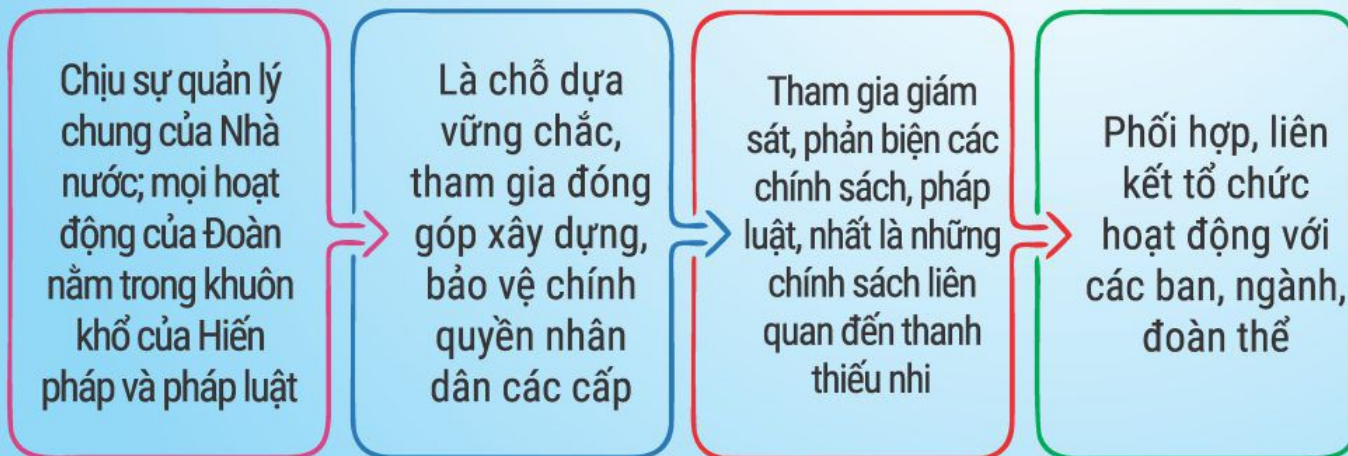 Chịu sự quản lý
chung của Nhà
nước; mọi hoạt
động của Đoàn
nằm trong khuôn
khổ của Hiến
pháp và pháp luật
Là chỗ dựa
vững chắc,
tham gia đóng
góp xây dựng,
bảo vệ chính
quyền nhân
dân các cấp
Tham gia giám
sát, phản biện các
chính sách, pháp
luật, nhất là những
chính sách liên
quan đến thanh
thiếu nhi
Phối hợp, liên
kết tổ chức
hoạt động với
các ban, ngành,
đoàn thể